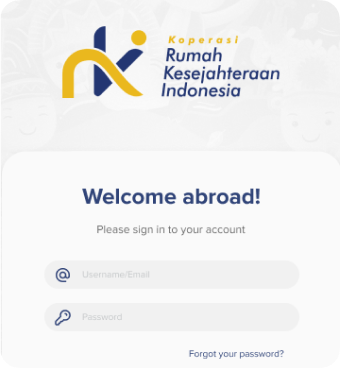 Koperasi
Rumah
Kesejahteraan
Indonesia
Welcome abroad!
Please sign in to your account
Username/Email
Password
Forgot your password?